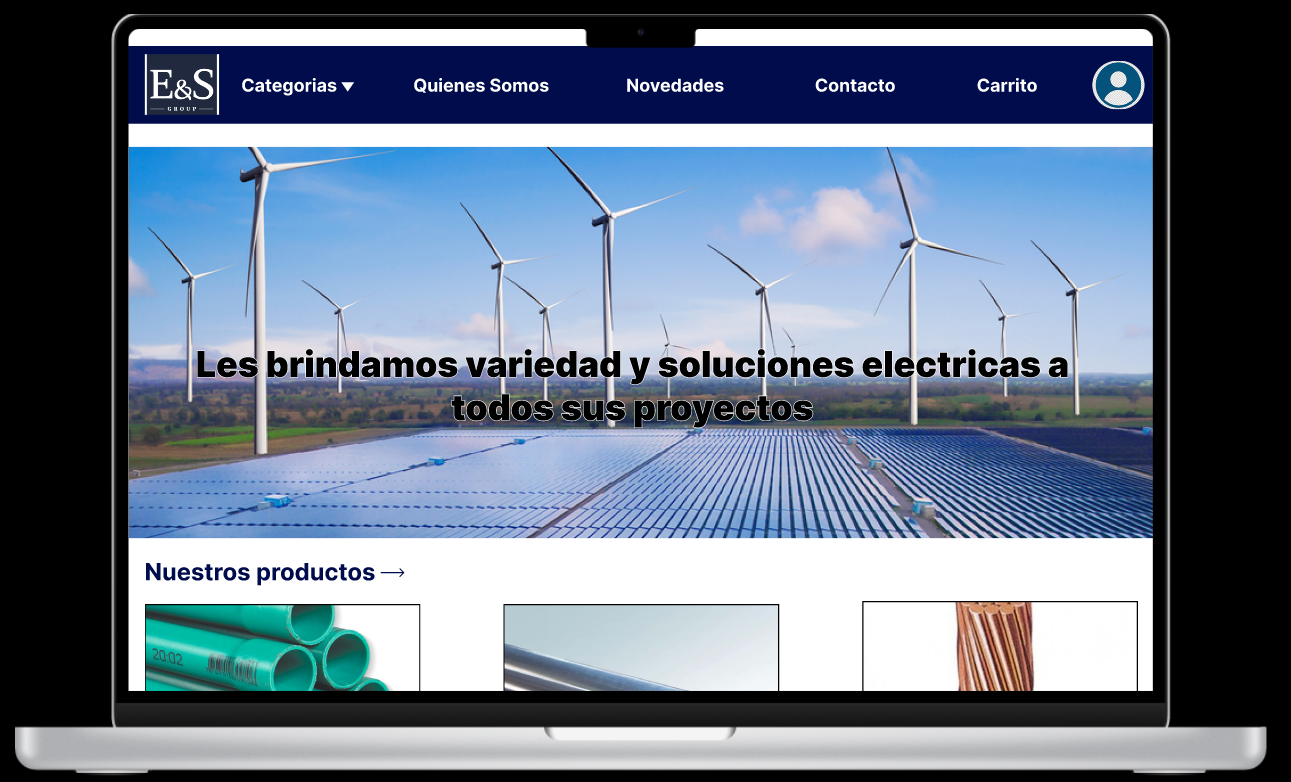 E&S
GROUP
Categorias
Quienes Somos
Novedades
Contacto
Carrito
Les brindamos variedad y soluciones electricas a
todos sus proyectos
Nuestros productos
20:02